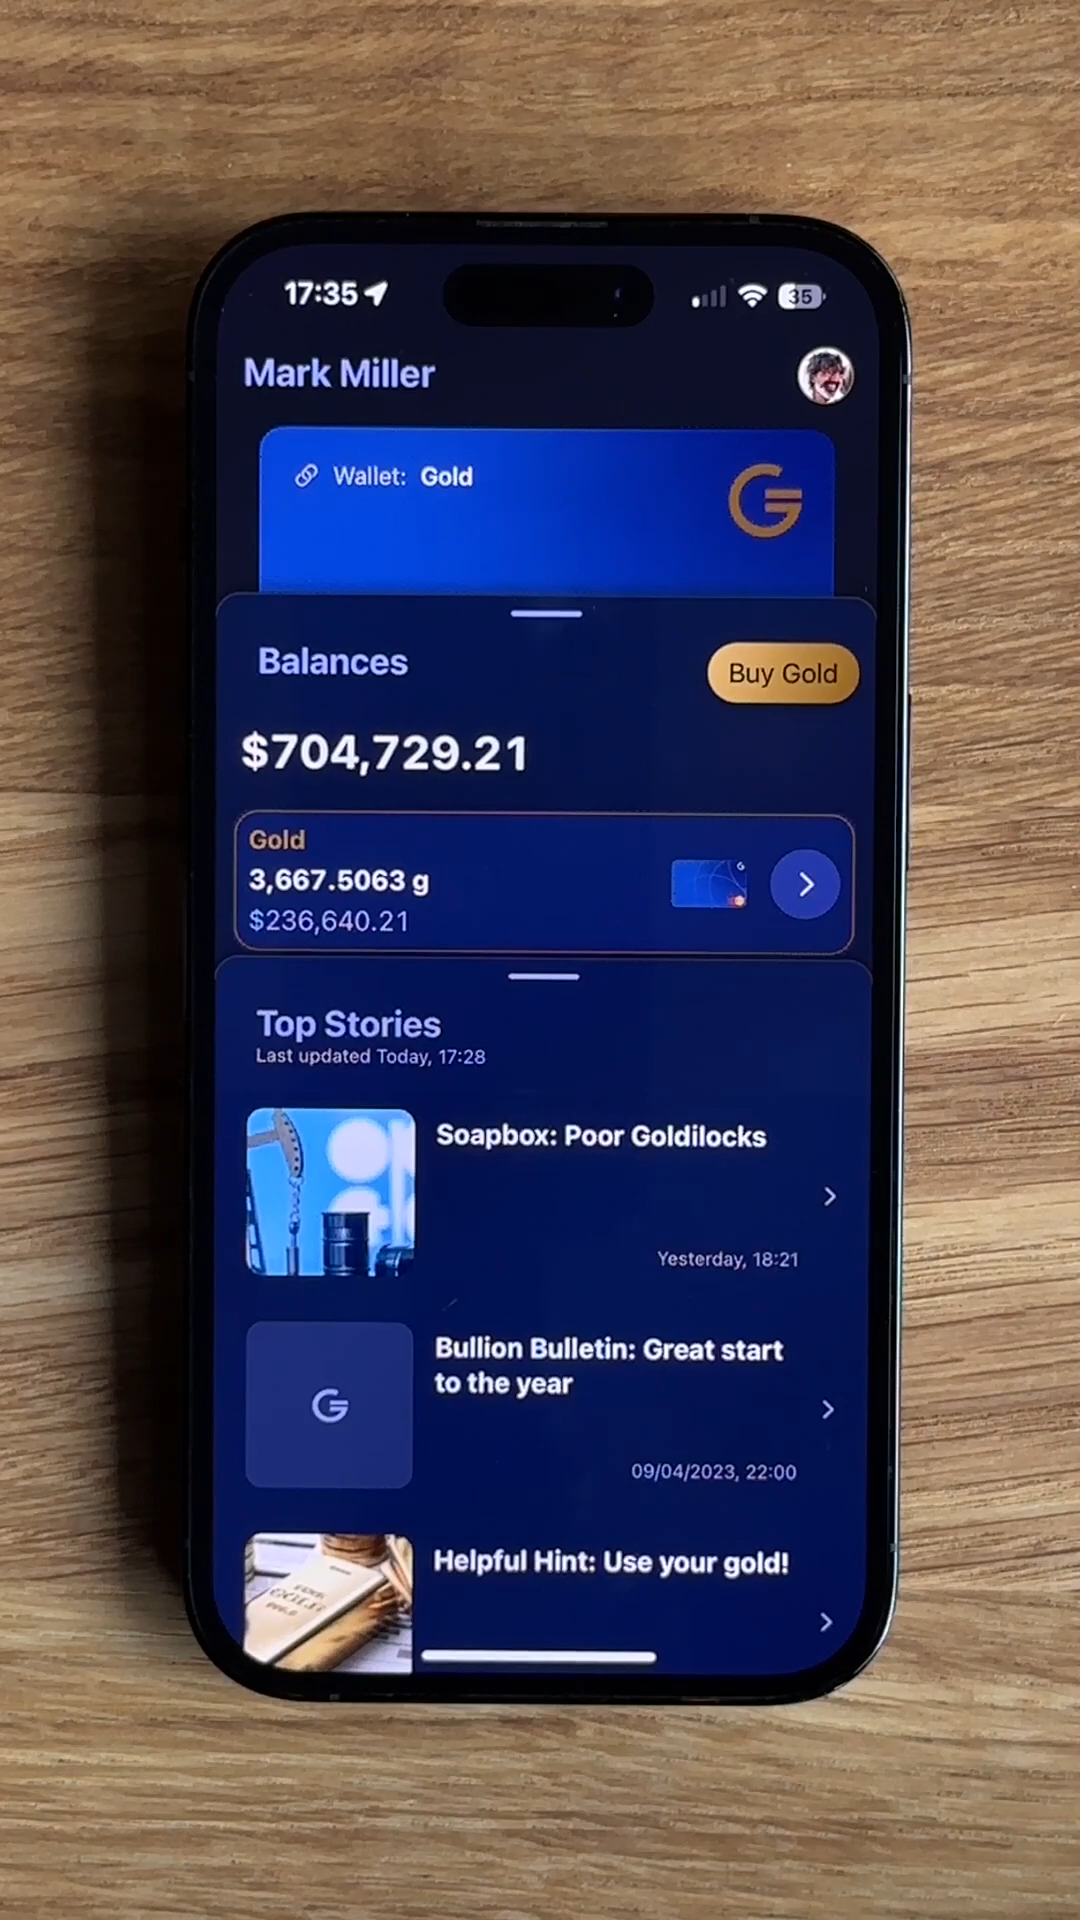 17:35
35
Mark Miller
Wallet: Gold
Balances
Buy Gold
$704,729.21
Gold
3,667.5063 g
$236,640.21
Top Stories
Last updated Today, 17:28
Soapbox: Poor Goldilocks
Yesterday, 18:21
Bullion Bulletin: Great start
to the year
09/04/2023, 22:00
Helpful Hint: Use your gold!